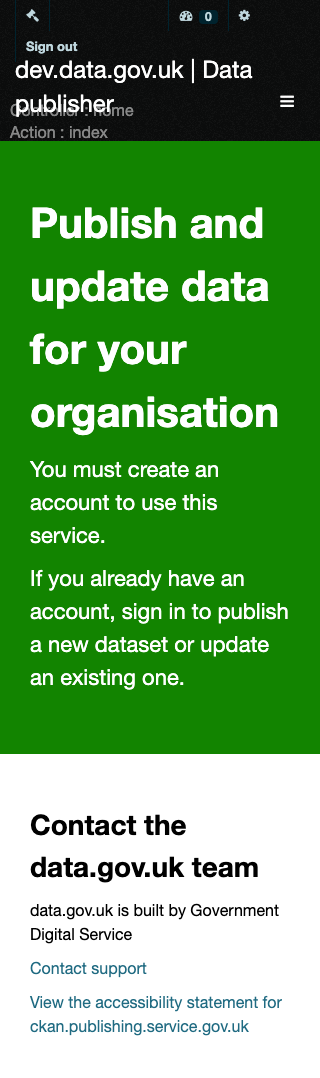 0
Sign out
dev.data.gov.uk | Data
publisher
Controller : home
Action : index
Publish and
update data
for your
organisation
You must create an
account to use this
service.
If you already have an
account, sign in to publish
a new dataset or update
an existing one.
Contact the
data.gov.uk team
data.gov.uk is built by Government
Digital Service
Contact support
View the accessibility statement for
ckan.publishing.service.gov.uk